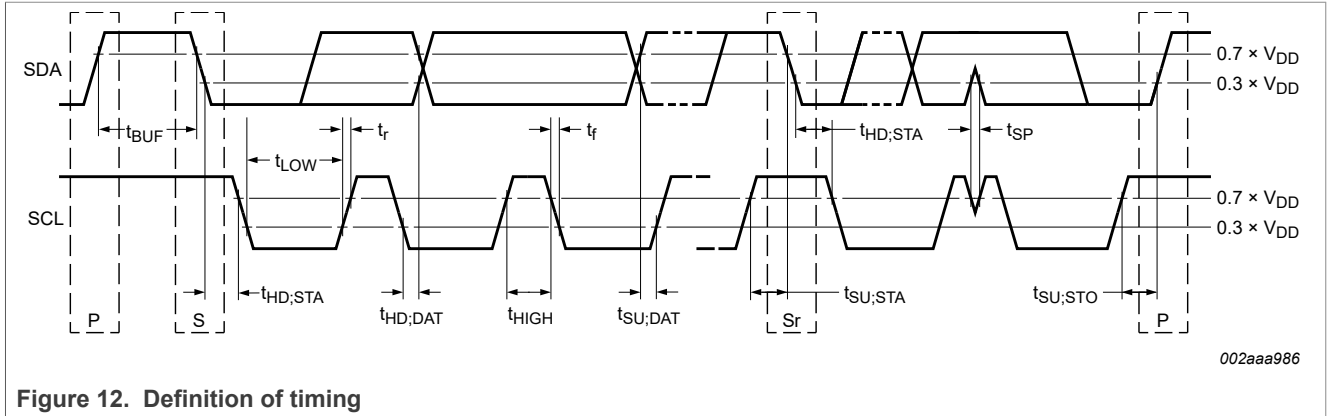 SDA
0.7 × VDD
0.3 × VDD
tBUF
tr
tf
tHD;STA
tSP
tLOW
SCL
0.7 × VDD
0.3 × VDD
tHD;STA
tHD;DAT
tHIGH
tSU;DAT
tSU;STA
tSU;STO
P
S
Sr
P
002aaa986
Figure 12. Definition of timing